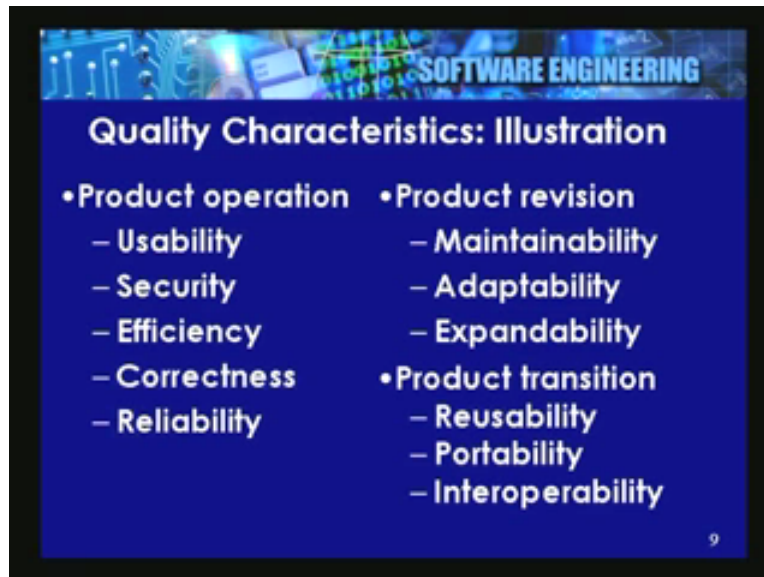 SOFTWARE ENGINEERING
Quality Characteristics: Illustration
•Product operation
– Usability
– Security
– Efficiency
– Correctness
– Reliability
•Product revision
– Maintainability
– Adaptability
– Expandability
•Product transition
– Reusability
– Portability
– Interoperability
9